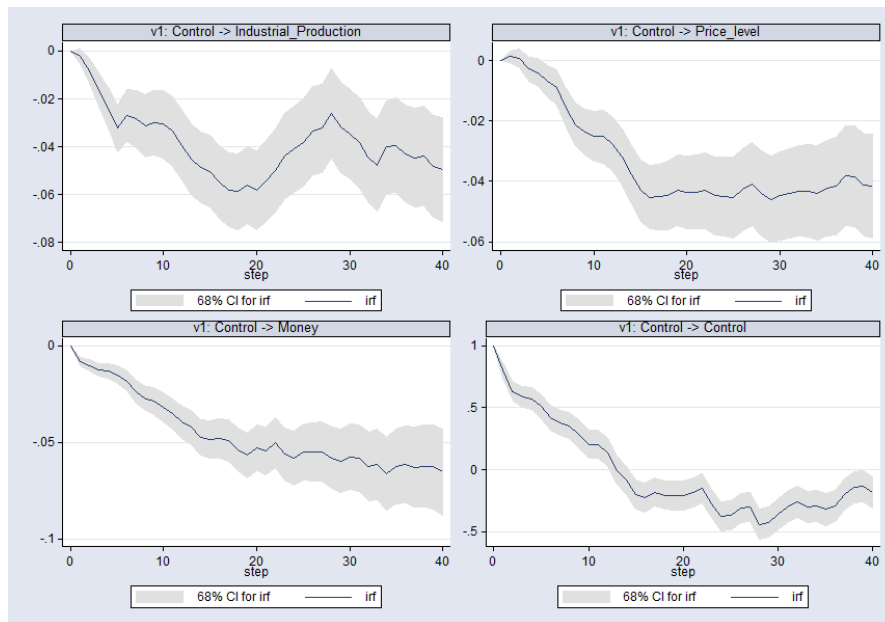 v1: Control -> Industrial_Production
0
-.02
-.04
-.06
-.08
0 10 20 30 40
step
68% CI for irf irf
v1: Control -> Price_level
0
-.02
-.04
-.06
0 10 20 30 40
step
68% CI for irf irf
v1: Control -> Money
0
-.05
-.1
0 10 20 30 40
step
68% CI for irf irf
v1: Control -> Control
1
.5
0
-.5
0 10 20 30 40
step
68% CI for irf irf